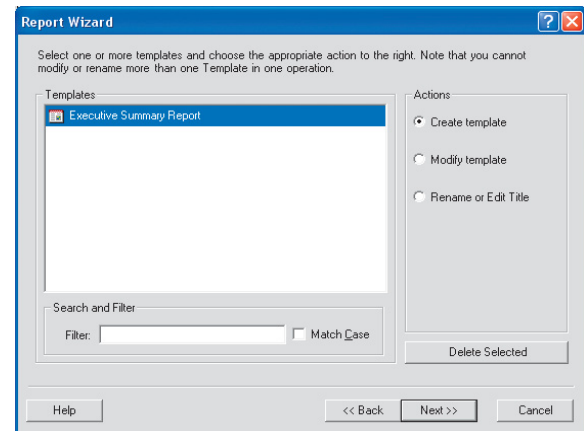 Report Wizard
Select one or more templates and choose the appropriate action to the right. Note that you cannot
modify or rename more than one Template in one operation.
Templates
Executive Summary Report
Actions
Create template
Modify template
Rename or Edit Title
Search and Filter
Filter:
Match Case
Delete Selected
Help
<< Back
Next >>
Cancel